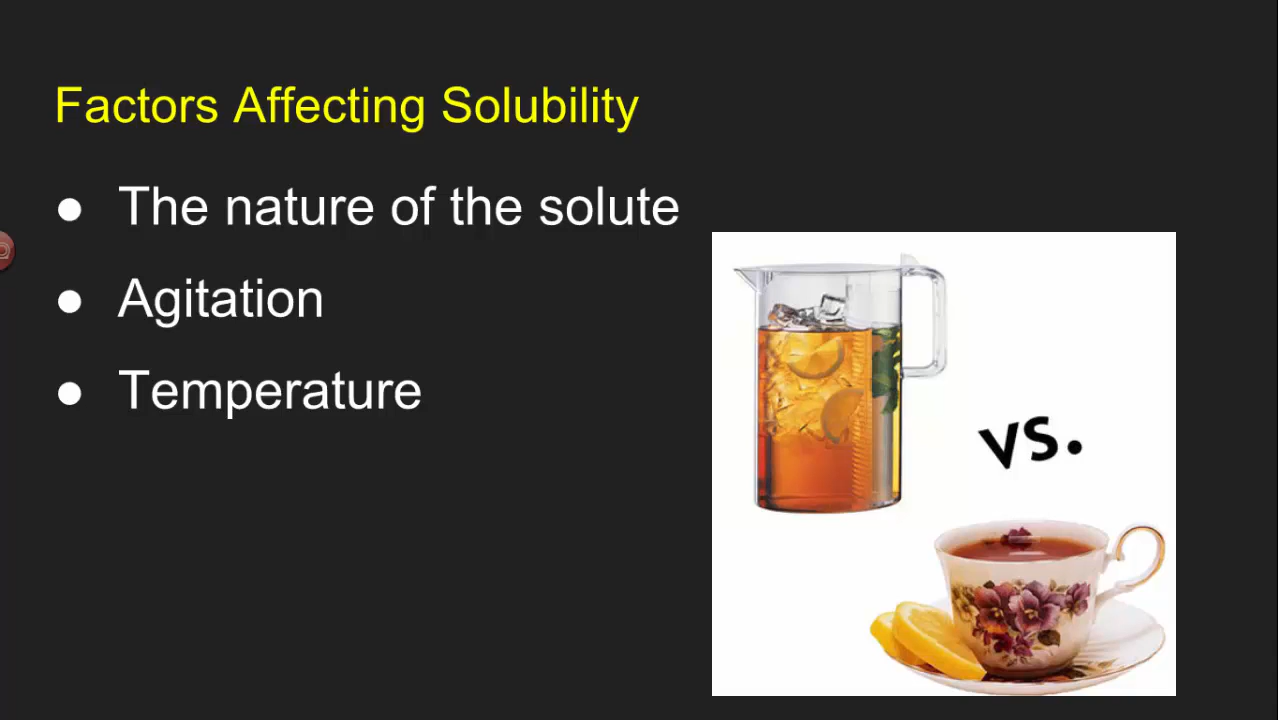 Factors Affecting Solubility
● The nature of the solute
● Agitation
● Temperature
vs.